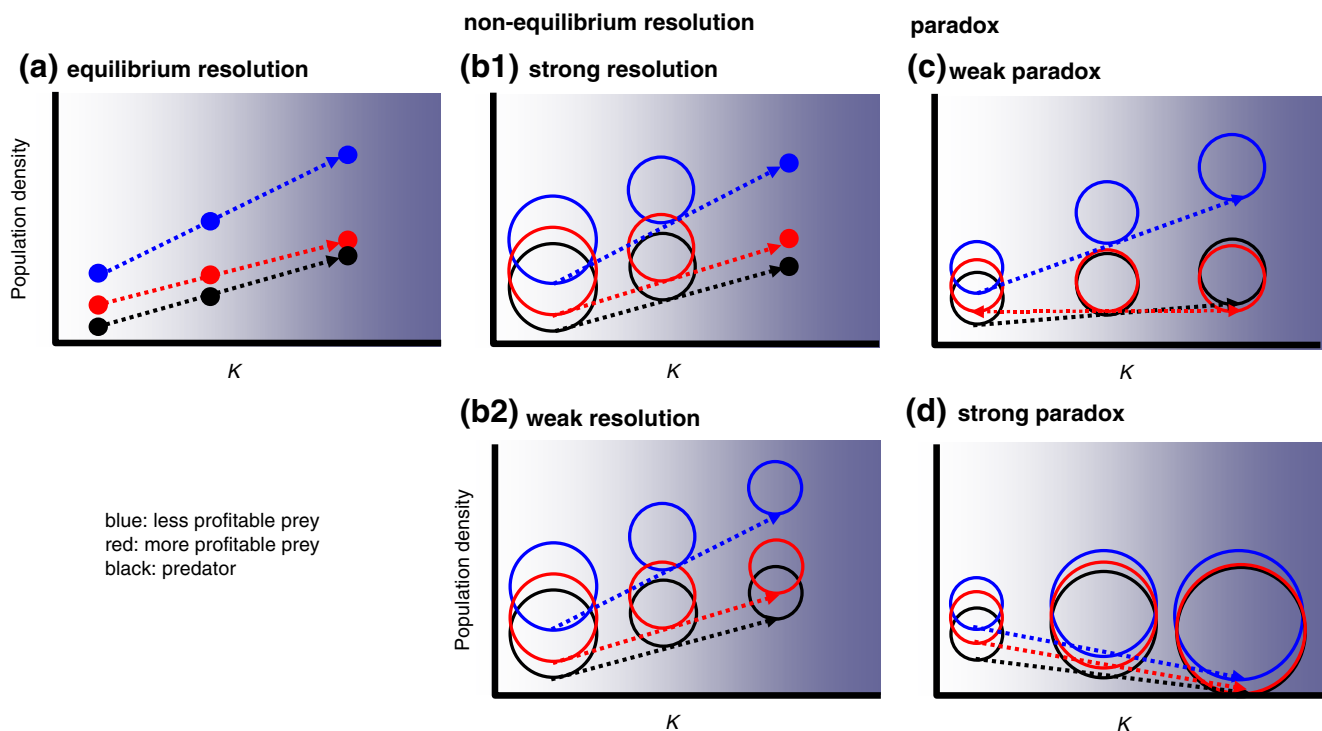 non-equilibrium resolution
paradox
(a) equilibrium resolution
(b1) strong resolution
(c) weak paradox
Population density
K
K
K
(b2) weak resolution
(d) strong paradox
blue: less profitable prey
red: more profitable prey
black: predator
Population density
K
K